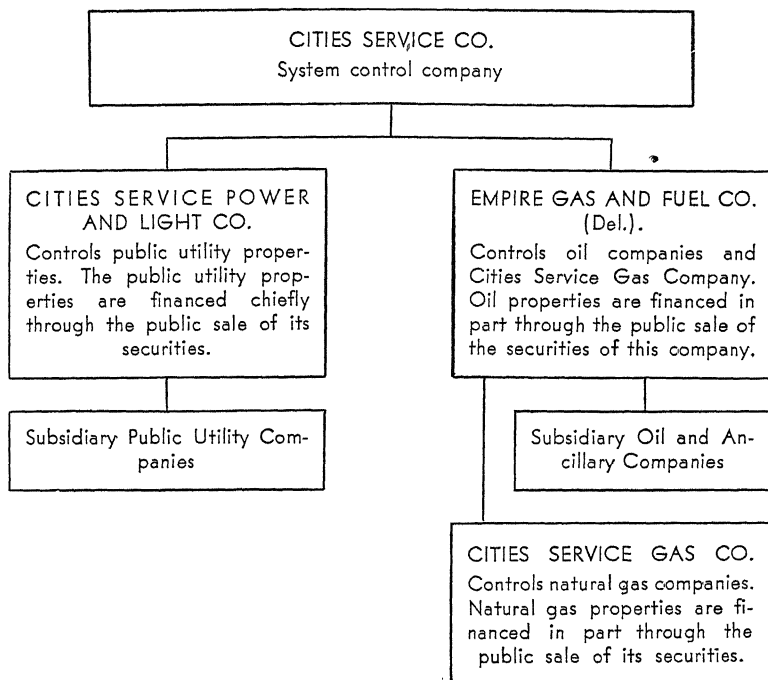 CITIES SERVICE CO.
System control company
CITIES SERVICE POWER
AND LIGHT CO.
Controls public utility proper-
ties. The public utility prop-
erties are financed chiefly
through the public sale of its
securities.
EMPIRE GAS AND FUEL CO.
(Del.).
Controls oil companies and
Cities Service Gas Company.
Oil properties are financed in
part through the public sale of
the securities of this company.
Subsidiary Public Utility Com-
panies
Subsidiary Oil and An-
cillary Companies
CITIES SERVICE GAS CO.
Controls natural gas companies.
Natural gas properties are fi-
nanced in part through the
public sale of its securities.